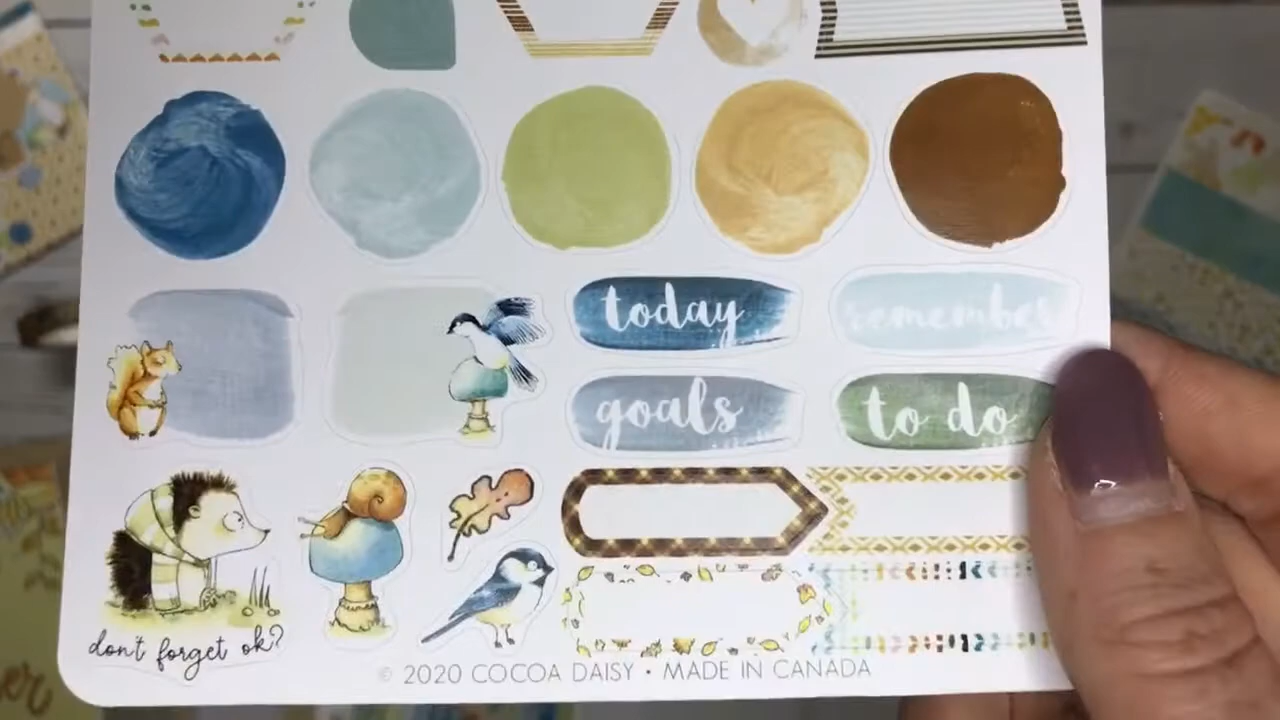 today
remember
goals
to do
don't forget ok?
© 2020 COCOA DAISY • MADE IN CANADA